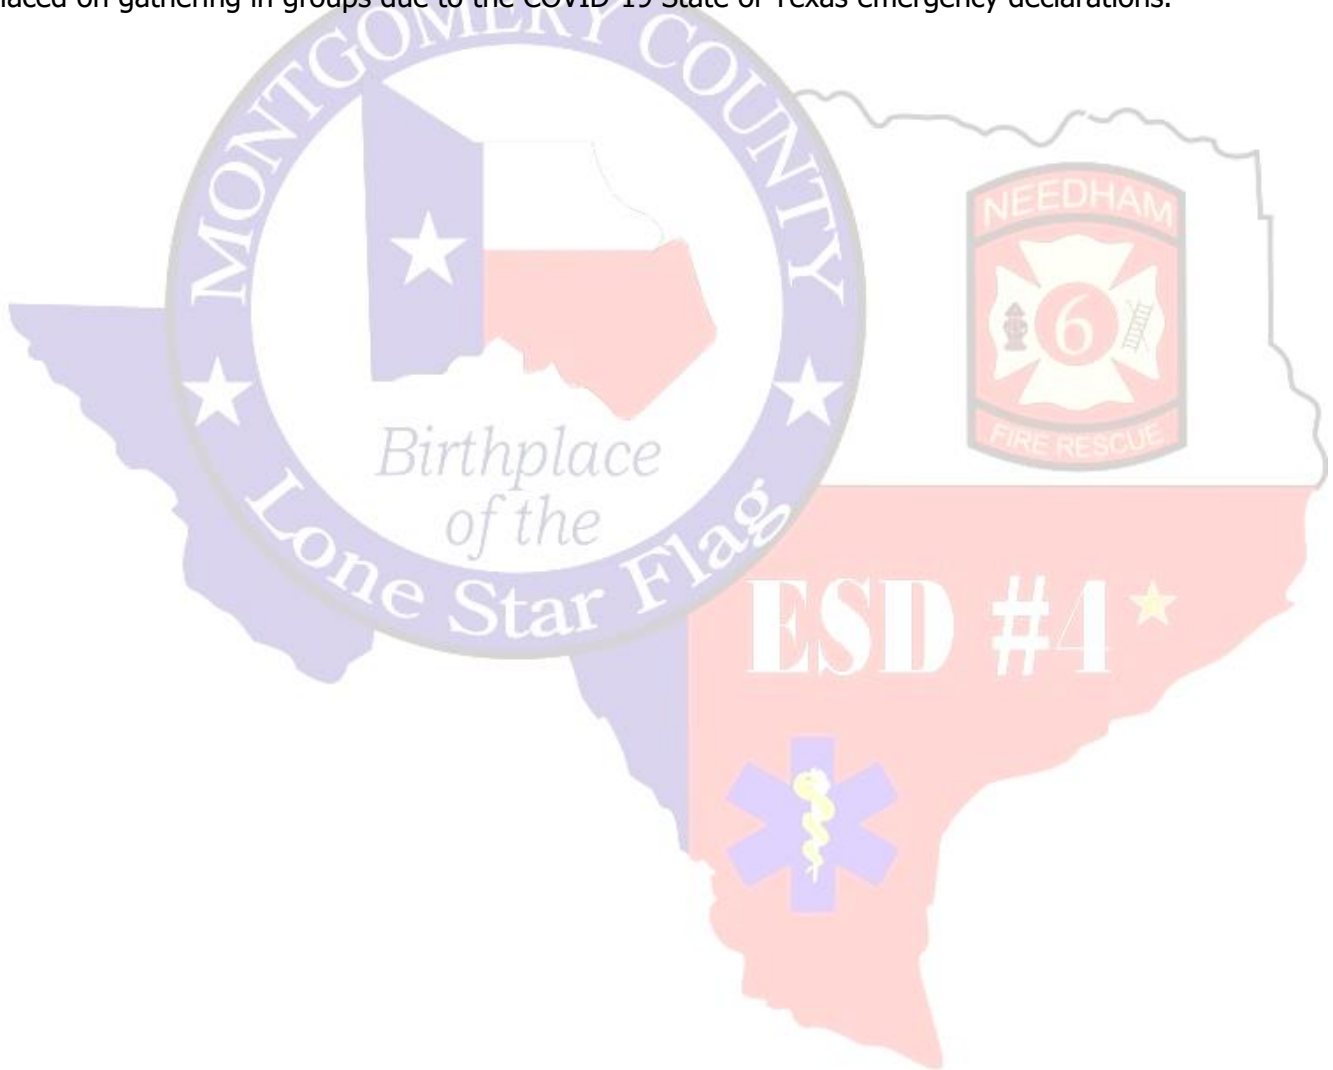 laced on gathering in groups due to the COVID-19 State of Texas emergency declarations.
MONTGOMERY COUNTY
Birthplace
of the
Lone Star Flag
NEEDHAM
6
FIRE RESCUE
ESD #4